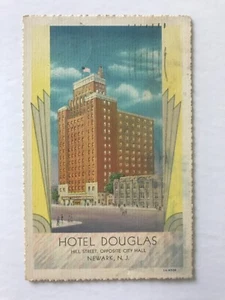 HOTEL DOUGLAS
HILL STREET, OPPOSITE CITY HALL
NEWARK, N. J.